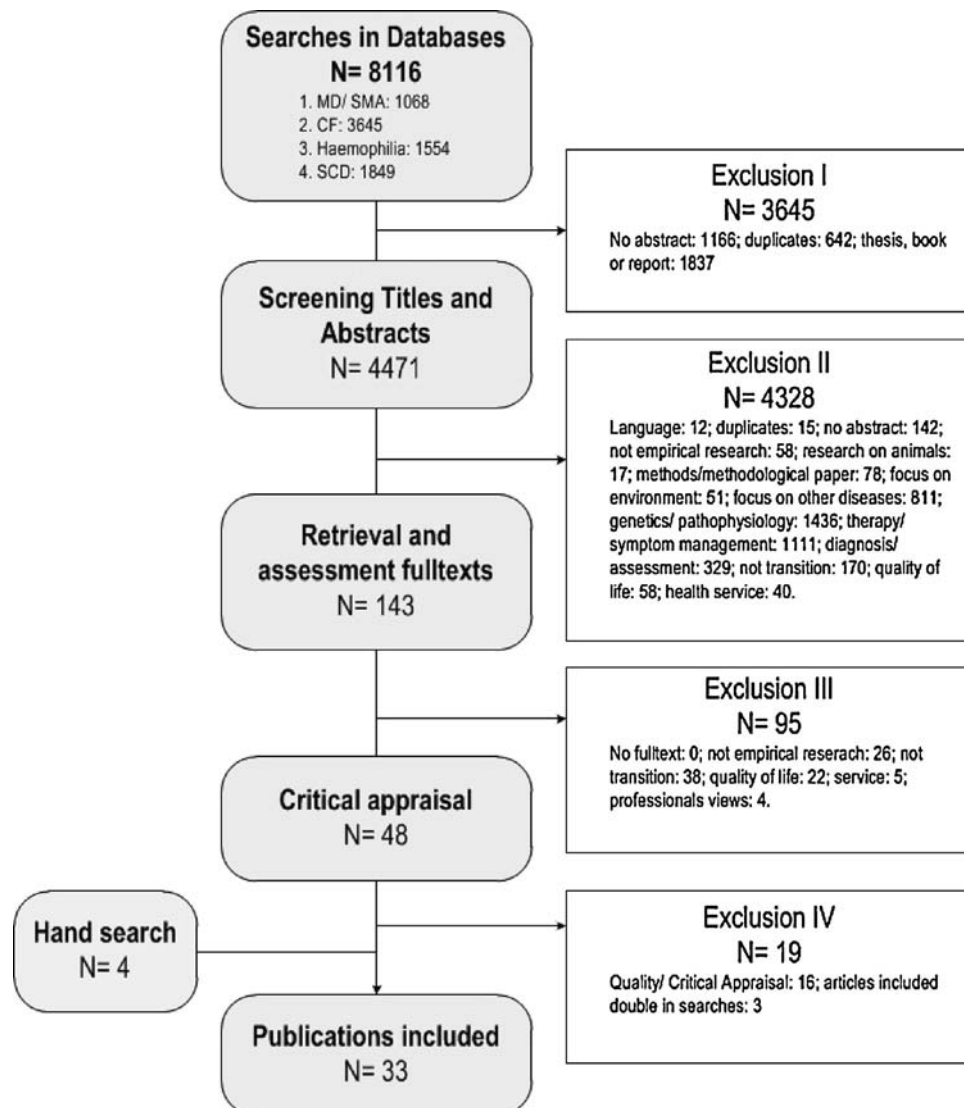 Searches in Databases
N= 8116
1. MD/ SMA: 1068
2. CF: 3645
3. Haemophilia: 1554
4. SCD: 1849
Exclusion I
N= 3645
No abstract: 1166; duplicates: 642; thesis, book
or report: 1837
Screening Titles and
Abstracts
N= 4471
Exclusion II
N= 4328
Language: 12; duplicates: 15; no abstract: 142;
not empirical research: 58; research on animals:
17; methods/methodological paper: 78; focus on
environment: 51; focus on other diseases: 811;
genetics/ pathophysiology: 1436; therapy/
symptom management: 1111; diagnosis/
assessment: 329; not transition: 170; quality of
life: 58; health service: 40.
Retrieval and
assessment fulltexts
N= 143
Exclusion III
N= 95
No fulltext: 0; not empirical reserach: 26; not
transition: 38; quality of life: 22; service: 5;
professionals views: 4.
Critical appraisal
N= 48
Hand search
N= 4
Exclusion IV
N= 19
Quality/ Critical Appraisal: 16; articles included
double in searches: 3
Publications included
N= 33